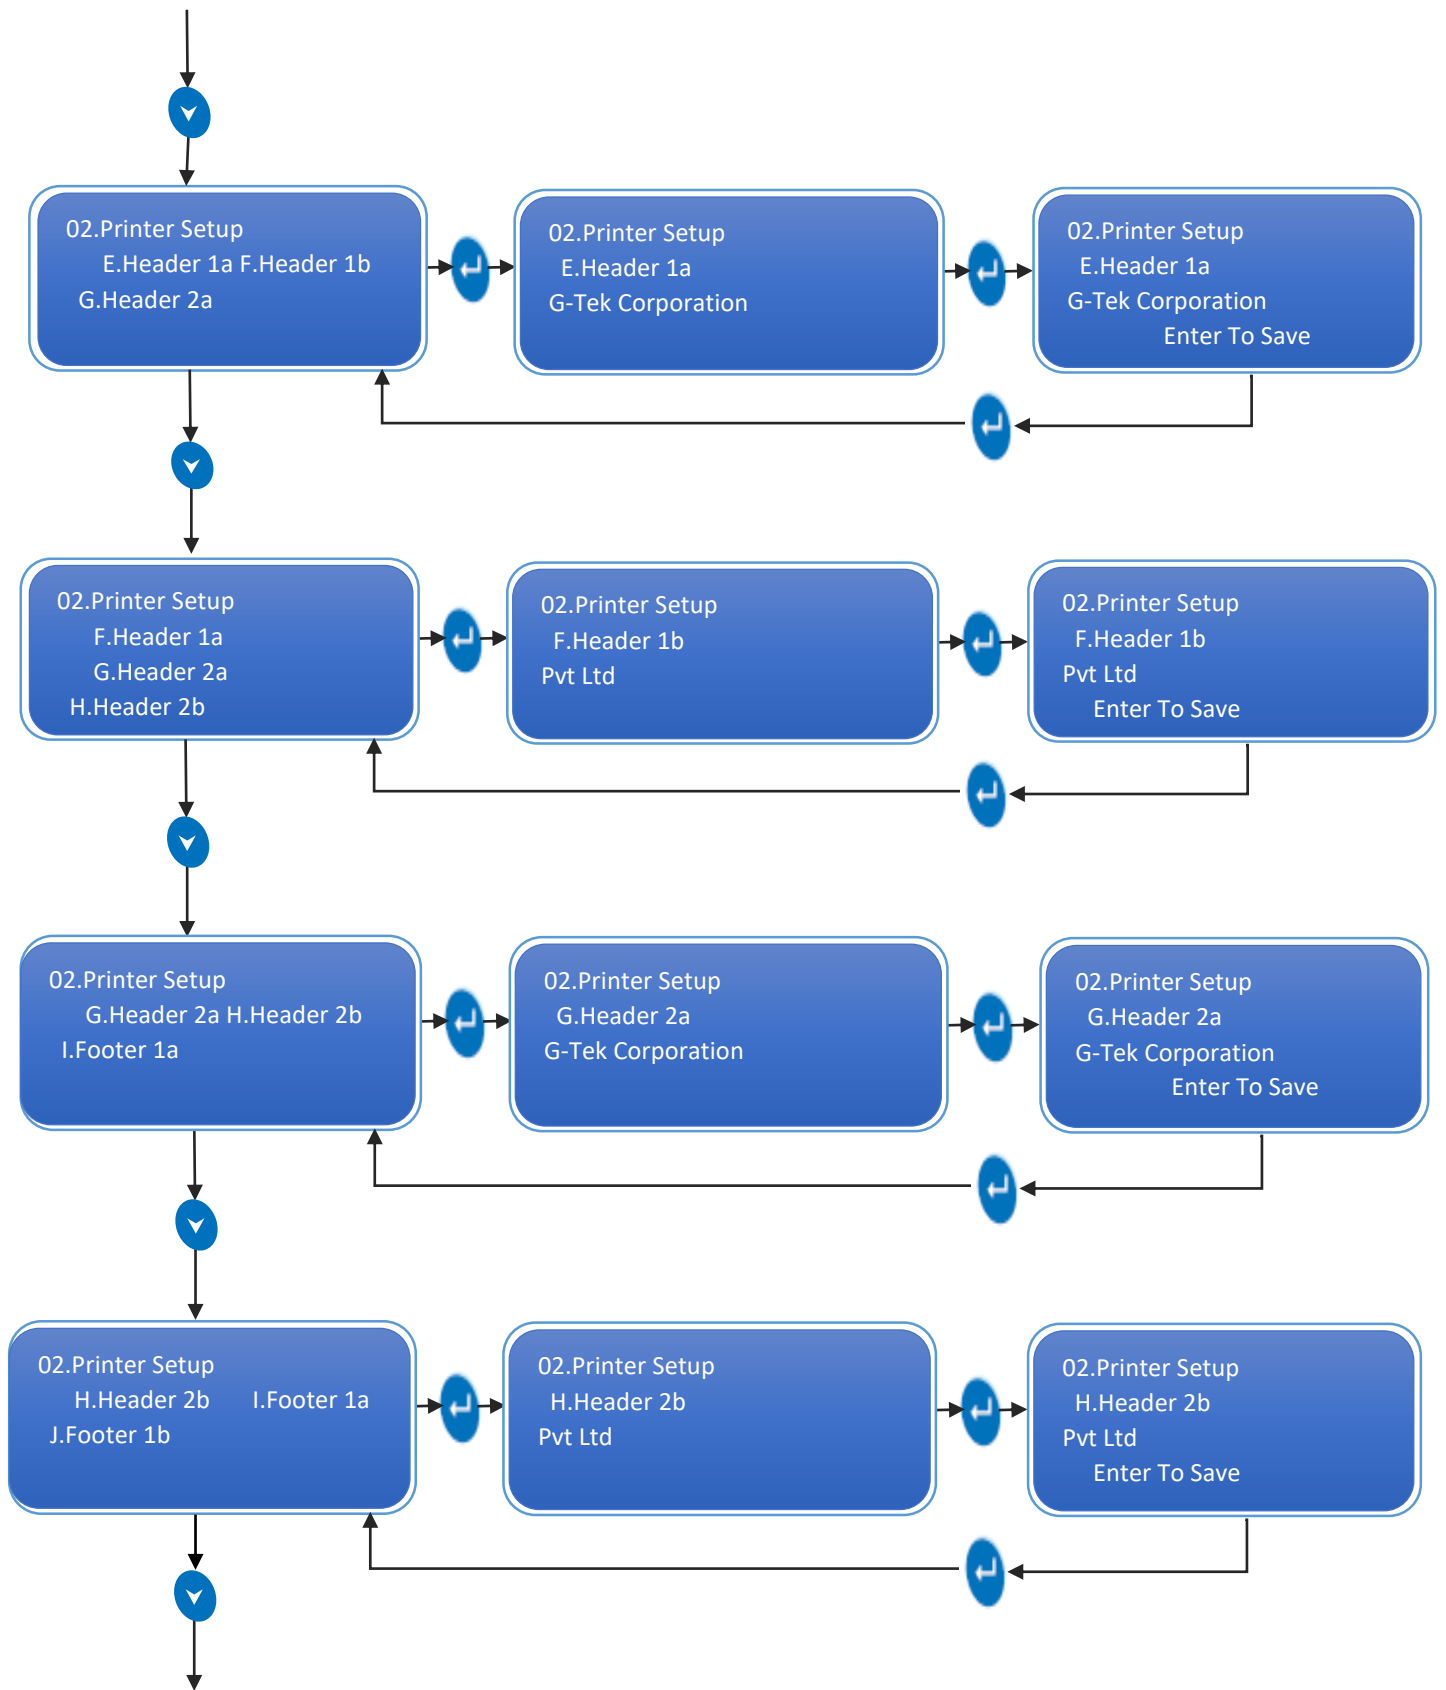 02.Printer Setup
E.Header 1a F.Header 1b
G.Header 2a
02.Printer Setup
E.Header 1a
G-Tek Corporation
02.Printer Setup
E.Header 1a
G-Tek Corporation
Enter To Save
02.Printer Setup
F.Header 1a
G.Header 2a
H.Header 2b
02.Printer Setup
F.Header 1b
Pvt Ltd
02.Printer Setup
F.Header 1b
Pvt Ltd
Enter To Save
02.Printer Setup
G.Header 2a H.Header 2b
I.Footer 1a
02.Printer Setup
G.Header 2a
G-Tek Corporation
02.Printer Setup
G.Header 2a
G-Tek Corporation
Enter To Save
02.Printer Setup
H.Header 2b I.Footer 1a
J.Footer 1b
02.Printer Setup
H.Header 2b
Pvt Ltd
02.Printer Setup
H.Header 2b
Pvt Ltd
Enter To Save